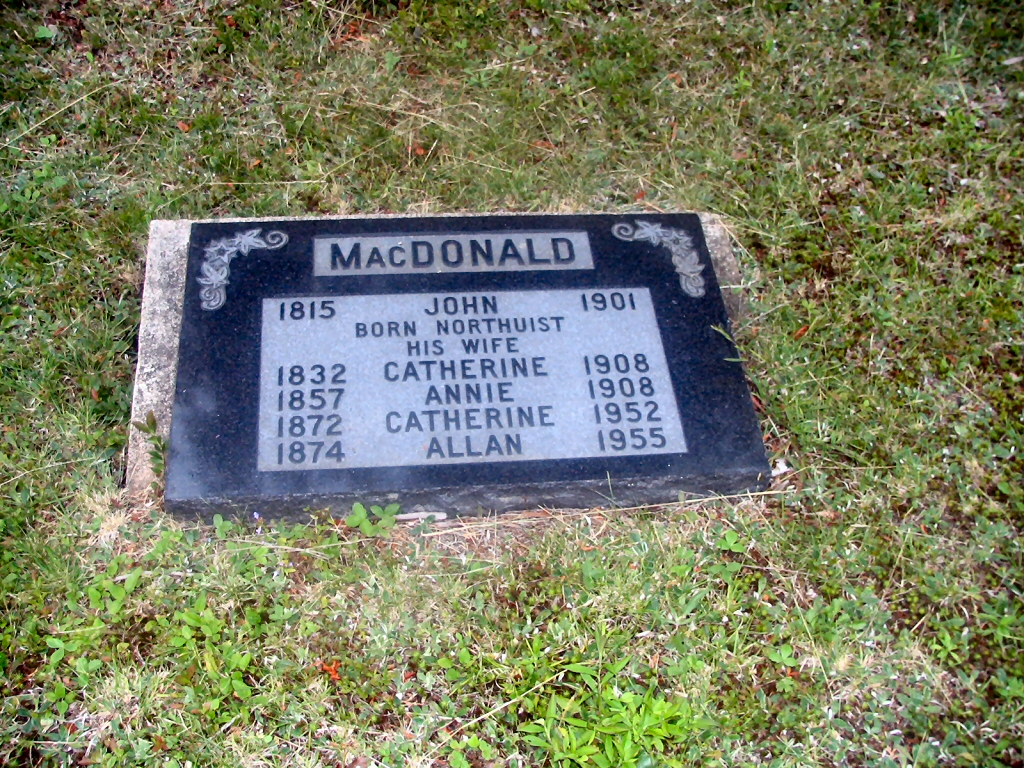 MacDONALD
1815 JOHN 1901
BORN NORTHUIST
HIS WIFE
1832 CATHERINE 1908
1857 ANNIE 1908
1872 CATHERINE 1952
1874 ALLAN 1955